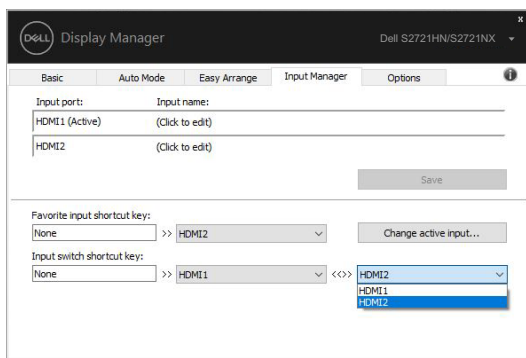 x
DELL Display Manager Dell S2721HN/S2721NX
Basic Auto Mode Easy Arrange Input Manager Options i
Input port: Input name:
HDMI1 (Active) (Click to edit)
HDMI2 (Click to edit)
Save
Favorite input shortcut key:
None >> HDMI2 Change active input...
Input switch shortcut key:
None >> HDMI1 <<>> HDMI2
HDMI1
HDMI2